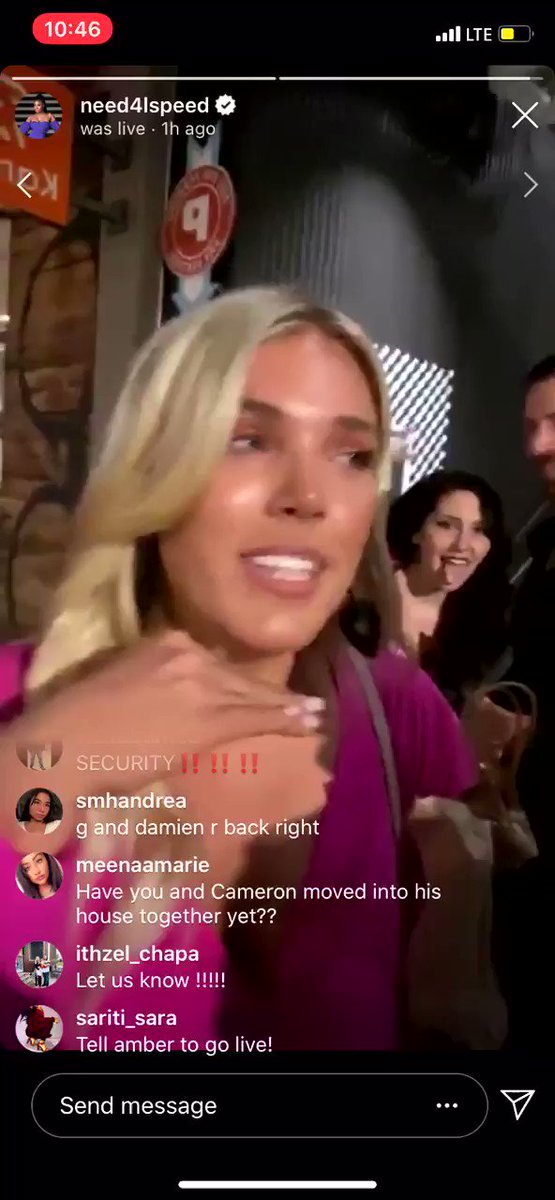 10:46
LTE
need4lspeed
was live · 1h ago
P
SECURITY‼️‼️‼️
smhandrea
g and damien r back right
meenaamarie
Have you and Cameron moved into his
house together yet??
ithzel_chapa
Let us know !!!!!
sariti_sara
Tell amber to go live!
Send message